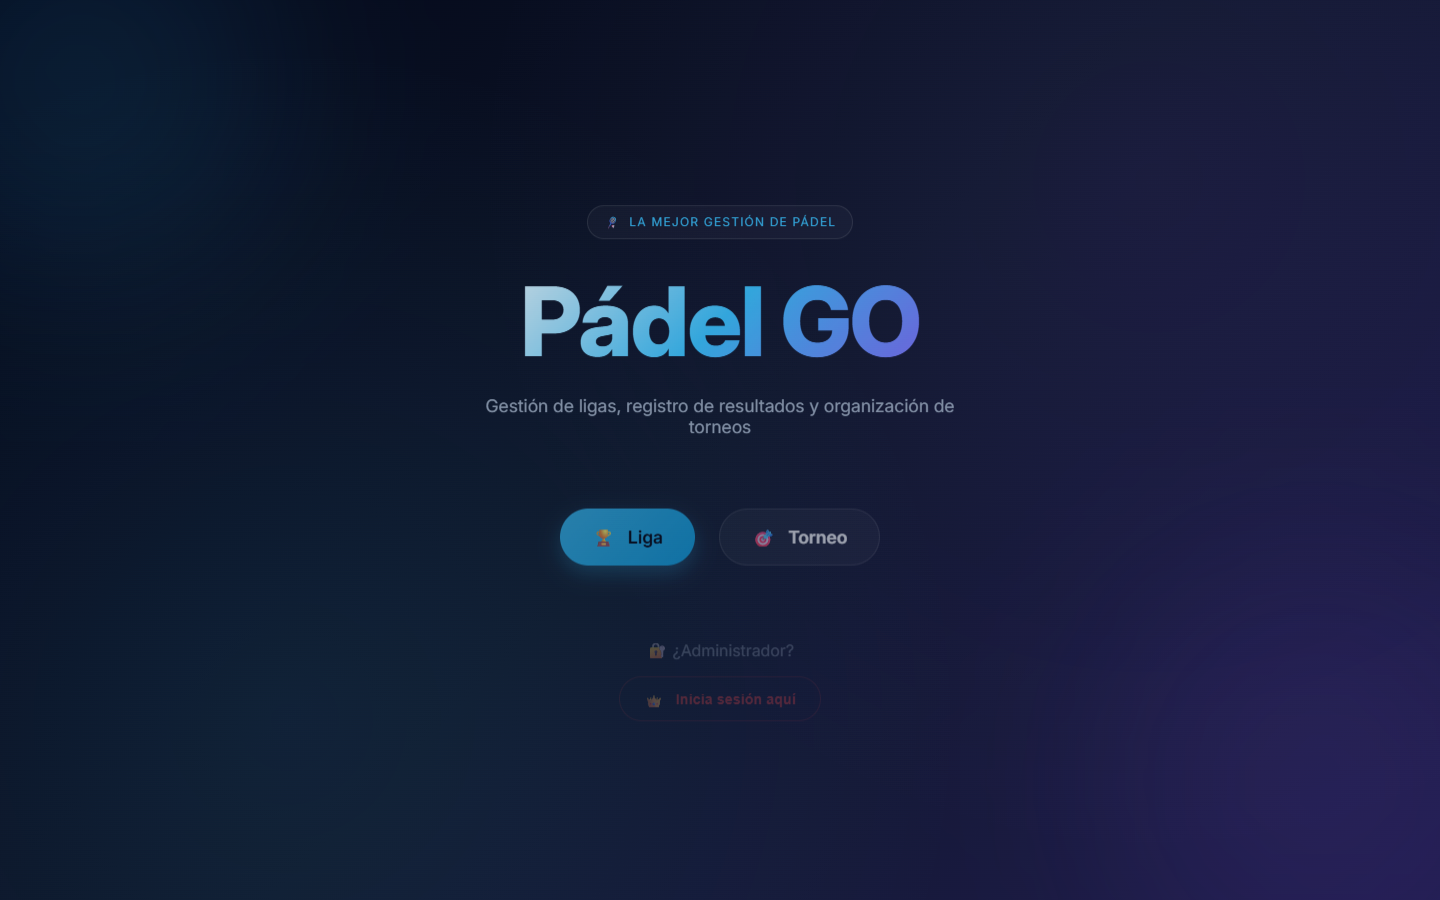 LA MEJOR GESTIÓN DE PÁDEL
Pádel GO
Gestión de ligas, registro de resultados y organización de
torneos
Liga
Torneo
¿Administrador?
Inicia sesión aquí